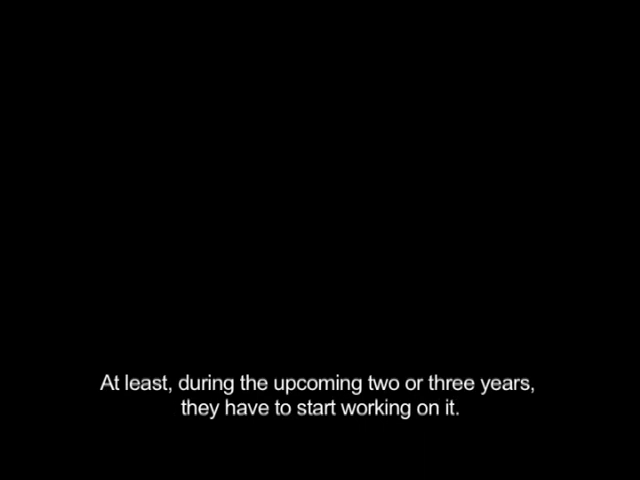 At least, during the upcoming two or three years,
they have to start working on it.